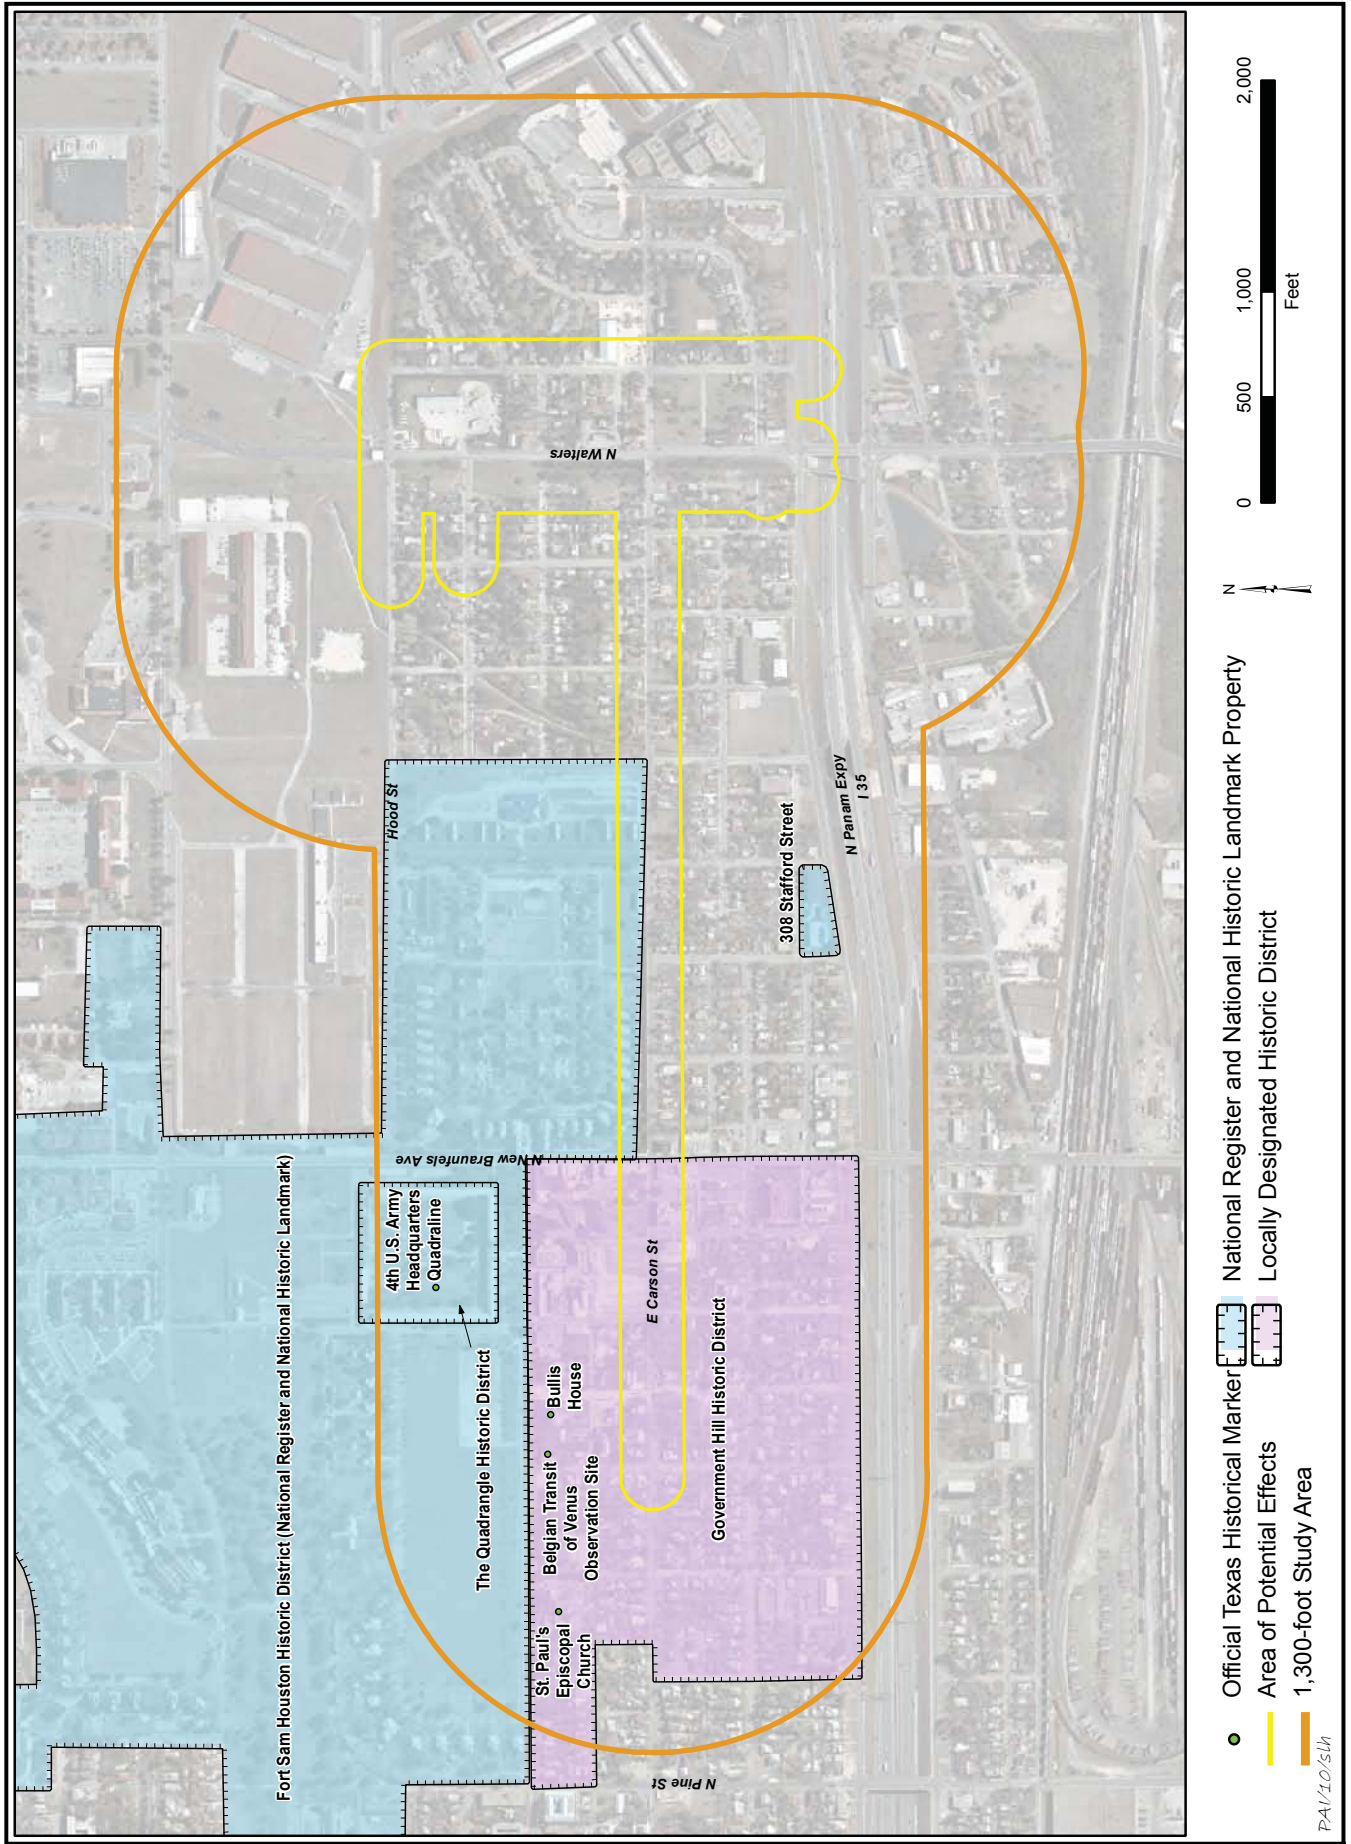 Fort Sam Houston Historic District (National Register and National Historic Landmark)
Hood St
N New Braunfels Ave
4th U.S. Army
Headquarters
Quadraline
The Quadrangle Historic District
St. Paul's
Episcopal
Church
Belgian Transit
of Venus
Observation Site
Bullis
House
E Carson St
Government Hill Historic District
N Pine St
N Walters
308 Stafford Street
N Panam Expy
I 35
Official Texas Historical Marker
Area of Potential Effects
1,300-foot Study Area
National Register and National Historic Landmark Property
Locally Designated Historic District
N
0
500
1,000
2,000
Feet
PAI/10/slh